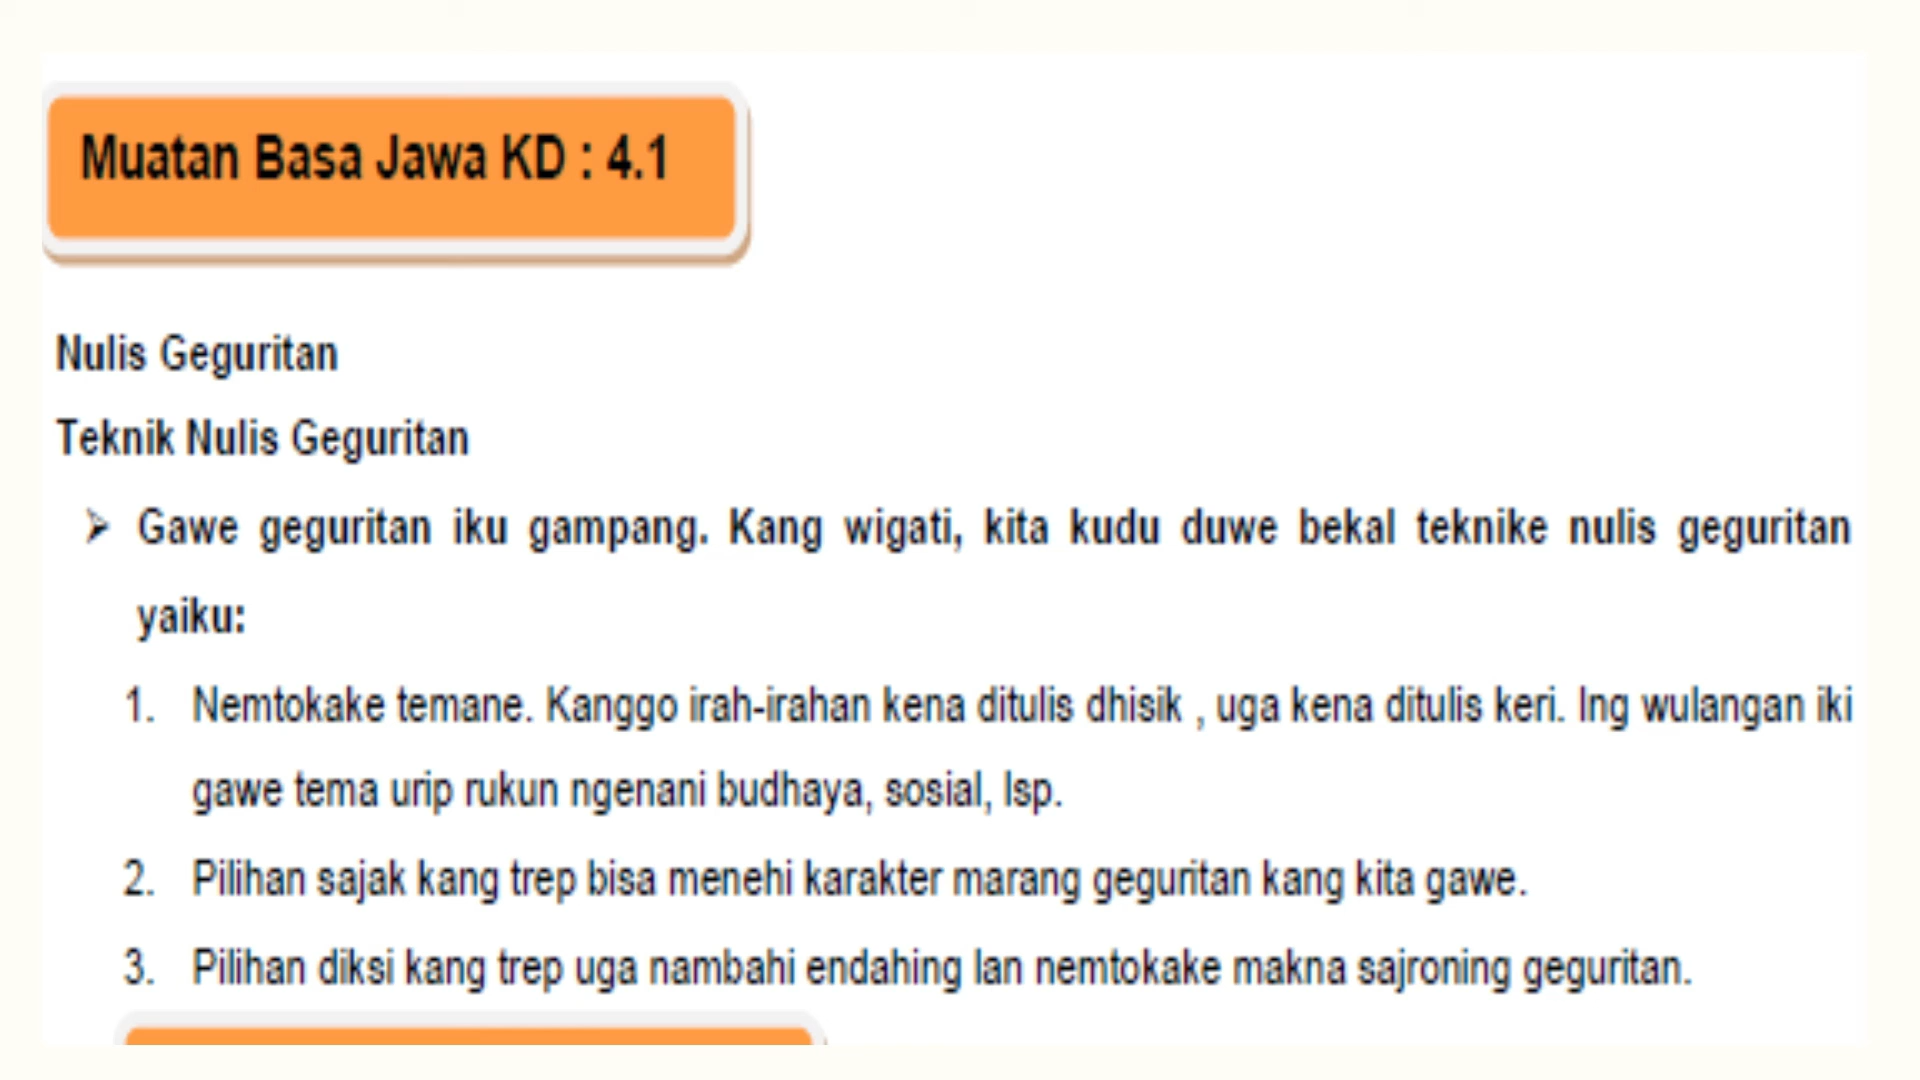 Muatan Basa Jawa KD : 4.1
Nulis Geguritan
Teknik Nulis Geguritan
➢ Gawe geguritan iku gampang. Kang wigati, kita kudu duwe bekal teknike nulis geguritan
yaiku:
1. Nemtokake temane. Kanggo irah-irahan kena ditulis dhisik , uga kena ditulis keri. Ing wulangan iki
gawe tema urip rukun ngenani budhaya, sosial, lsp.
2. Pilihan sajak kang trep bisa menehi karakter marang geguritan kang kita gawe.
3. Pilihan diksi kang trep uga nambahi endahing lan nemtokake makna sajroning geguritan.